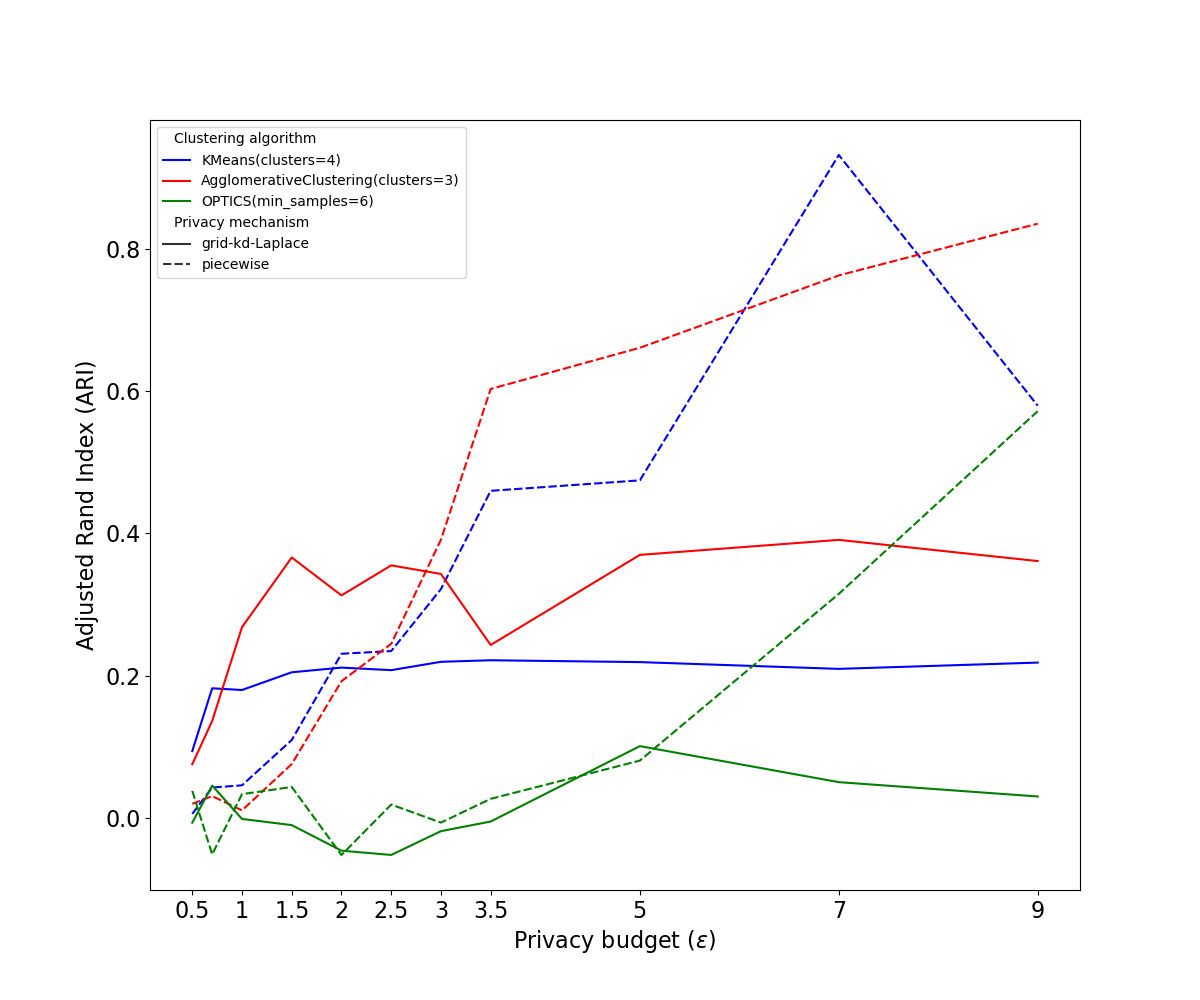 Clustering algorithm
KMeans(clusters=4)
AgglomerativeClustering(clusters=3)
OPTICS(min_samples=6)
Privacy mechanism
grid-kd-Laplace
piecewise
Adjusted Rand Index (ARI)
0.8
0.6
0.4
0.2
0.0
0.5 1 1.5 2 2.5 3 3.5 5 7 9
Privacy budget (ε)